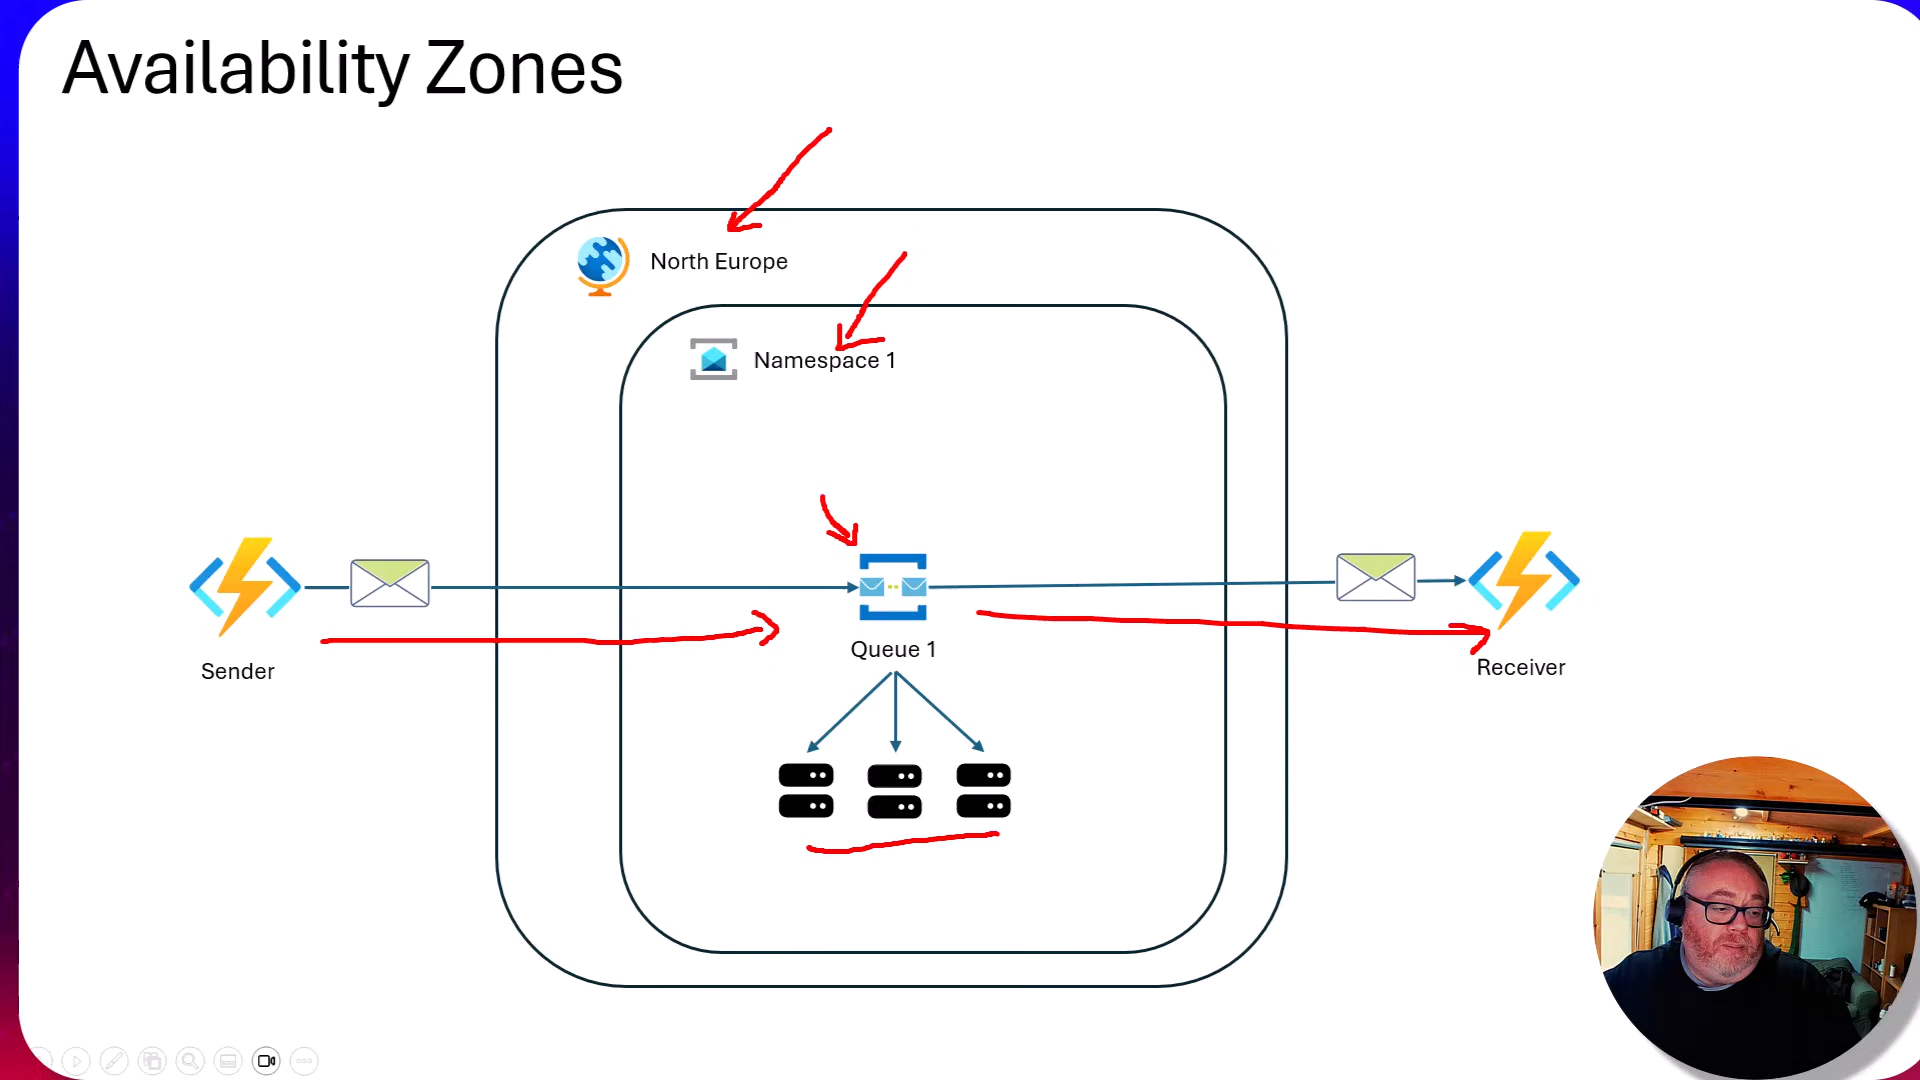 Availability Zones
North Europe
Namespace 1
Queue 1
Sender
Receiver